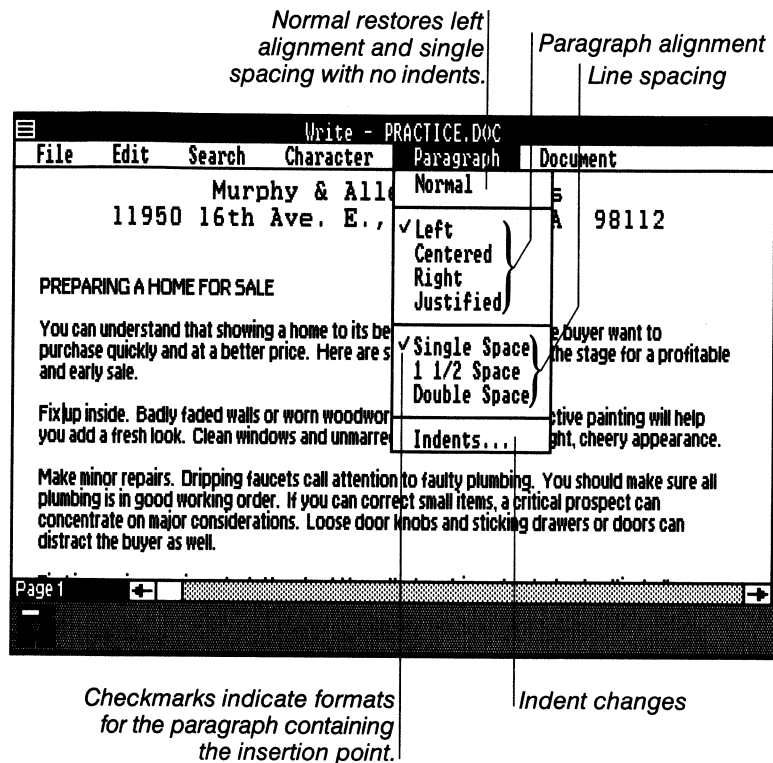 Normal restores left
alignment and single
spacing with no indents.
Paragraph alignment
Line spacing
Write - PRACTICE.DOC
File Edit Search Character Paragraph Document
Murphy & All
11950 16th Ave. E., A 98112
Normal
✓Left
Centered
Right
Justified
✓Single Space
1 1/2 Space
Double Space
Indents...
PREPARING A HOME FOR SALE
You can understand that showing a home to its be e buyer want to
purchase quickly and at a better price. Here are s the stage for a profitable
and early sale.
Fix up inside. Badly faded walls or worn woodwor ctive painting will help
you add a fresh look. Clean windows and unmarre ght, cheery appearance.
Make minor repairs. Dripping faucets call attention to faulty plumbing. You should make sure all
plumbing is in good working order. If you can correct small items, a critical prospect can
concentrate on major considerations. Loose door knobs and sticking drawers or doors can
distract the buyer as well.
Page 1
Checkmarks indicate formats
for the paragraph containing
the insertion point.
Indent changes